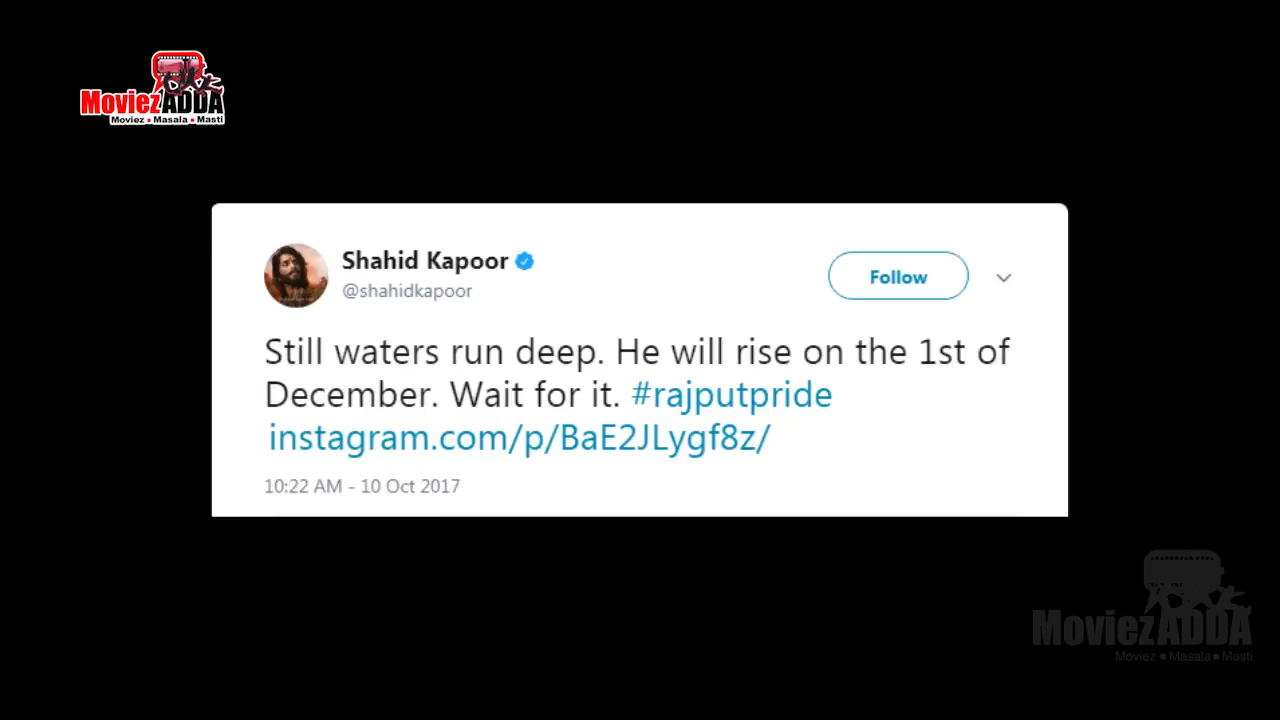 MoviezADDA
Moviez ▪ Masala ▪ Masti
Shahid Kapoor
@shahidkapoor
Follow
Still waters run deep. He will rise on the 1st of
December. Wait for it. #rajputpride
instagram.com/p/BaE2JLygf8z/
10:22 AM - 10 Oct 2017
MoviezADDA
Moviez ▪ Masala ▪ Masti